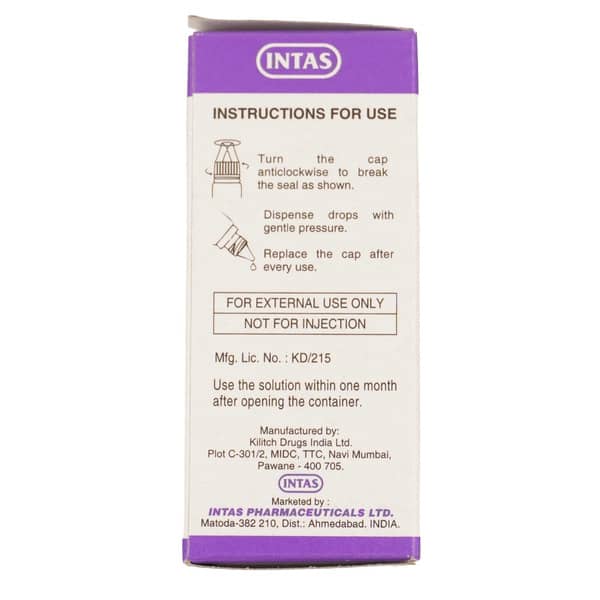 INTAS
INSTRUCTIONS FOR USE
Turn the cap
anticlockwise to break
the seal as shown.
Dispense drops with
gentle pressure.
Replace the cap after
every use.
FOR EXTERNAL USE ONLY
NOT FOR INJECTION
Mfg. Lic. No. : KD/215
Use the solution within one month
after opening the container.
Manufactured by:
Kilitch Drugs India Ltd.
Plot C-301/2, MIDC, TTC, Navi Mumbai,
Pawane - 400 705.
INTAS
Marketed by :
INTAS PHARMACEUTICALS LTD.
Matoda-382 210, Dist.: Ahmedabad. INDIA.